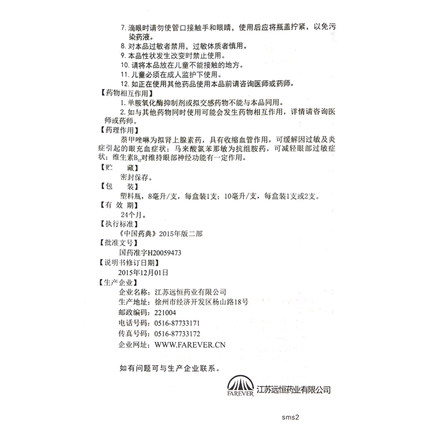 7. 滴眼时请勿使管口接触手和眼睛，使用后应将瓶盖拧紧，以免污
染药液。
8. 对本品过敏者禁用，过敏体质者慎用。
9. 本品性状发生改变时禁止使用。
10. 请将本品放在儿童不能接触的地方。
11. 儿童必须在成人监护下使用。
12. 如正在使用其他药品使用本品前请咨询医师或药师。
【药物相互作用】
1. 单胺氧化酶抑制剂或拟交感药物不能与本品同用。
2. 如与其他药物同时使用可能会发生药物相互作用，详情请咨询医
师或药师。
【药理作用】
萘甲唑啉为拟肾上腺素药，具有收缩血管作用，可缓解因过敏及炎
症引起的眼充血症状；马来酸氯苯那敏为抗组胺药，可减轻眼部过敏症
状；维生素B12对维持眼部神经功能有一定作用。
【贮 藏】
密封保存。
【包 装】
塑料瓶，8毫升/支，每盒装1支；10毫升/支，每盒装1支或2支。
【有 效 期】
24个月。
【执行标准】
《中国药典》2015年版二部
【批准文号】
国药准字H20059473
【说明书修订日期】
2015年12月01日
【生产企业】
企业名称：江苏远恒药业有限公司
生产地址：徐州市经济开发区杨山路18号
邮政编码：221004
电话号码：0516-87733171
传真号码：0516-87733172
企业网址：WWW.FAREVER.CN
如有问题可与生产企业联系。
FAREVER 江苏远恒药业有限公司
sms2